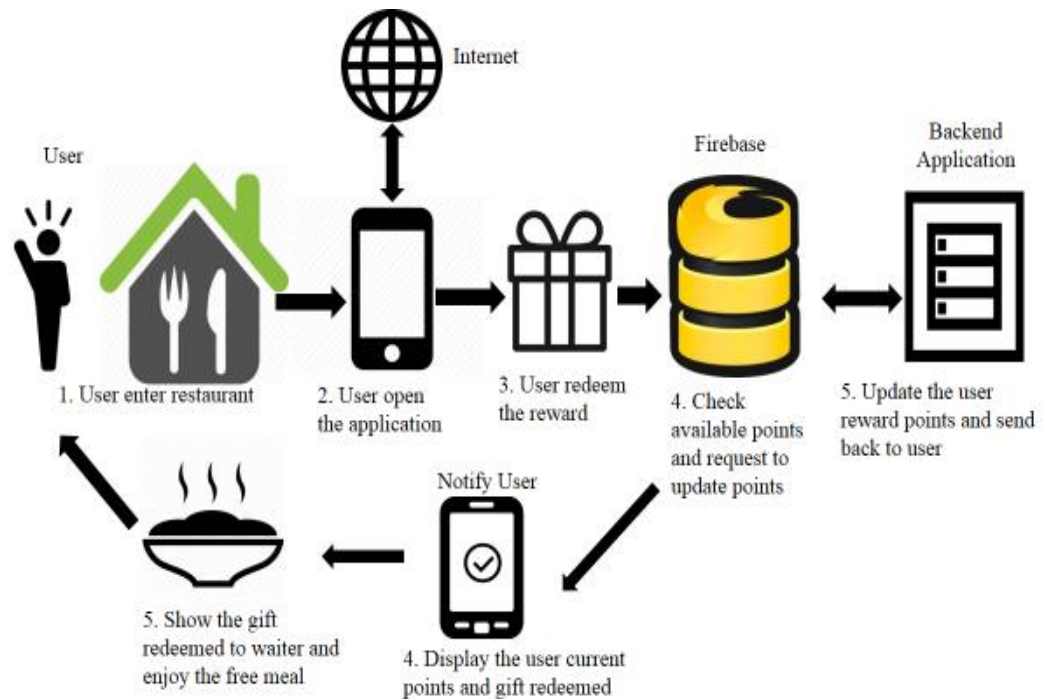 Internet
User
Firebase
Backend
Application
1. User enter restaurant
2. User open
the application
3. User redeem
the reward
4. Check
available points
and request to
update points
5. Update the user
reward points and send
back to user
Notify User
4. Display the user current
points and gift redeemed
5. Show the gift
redeemed to waiter and
enjoy the free meal